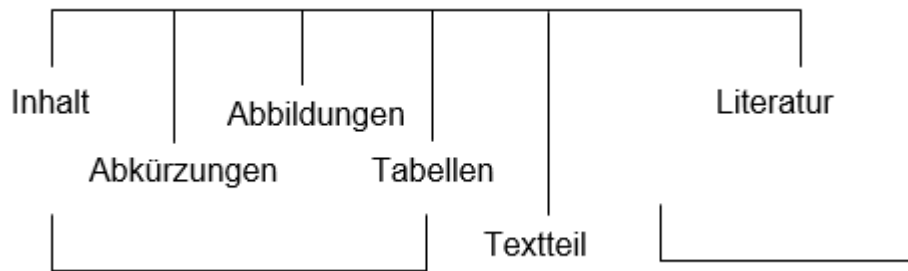 Inhalt
Abkürzungen
Abbildungen
Tabellen
Textteil
Literatur